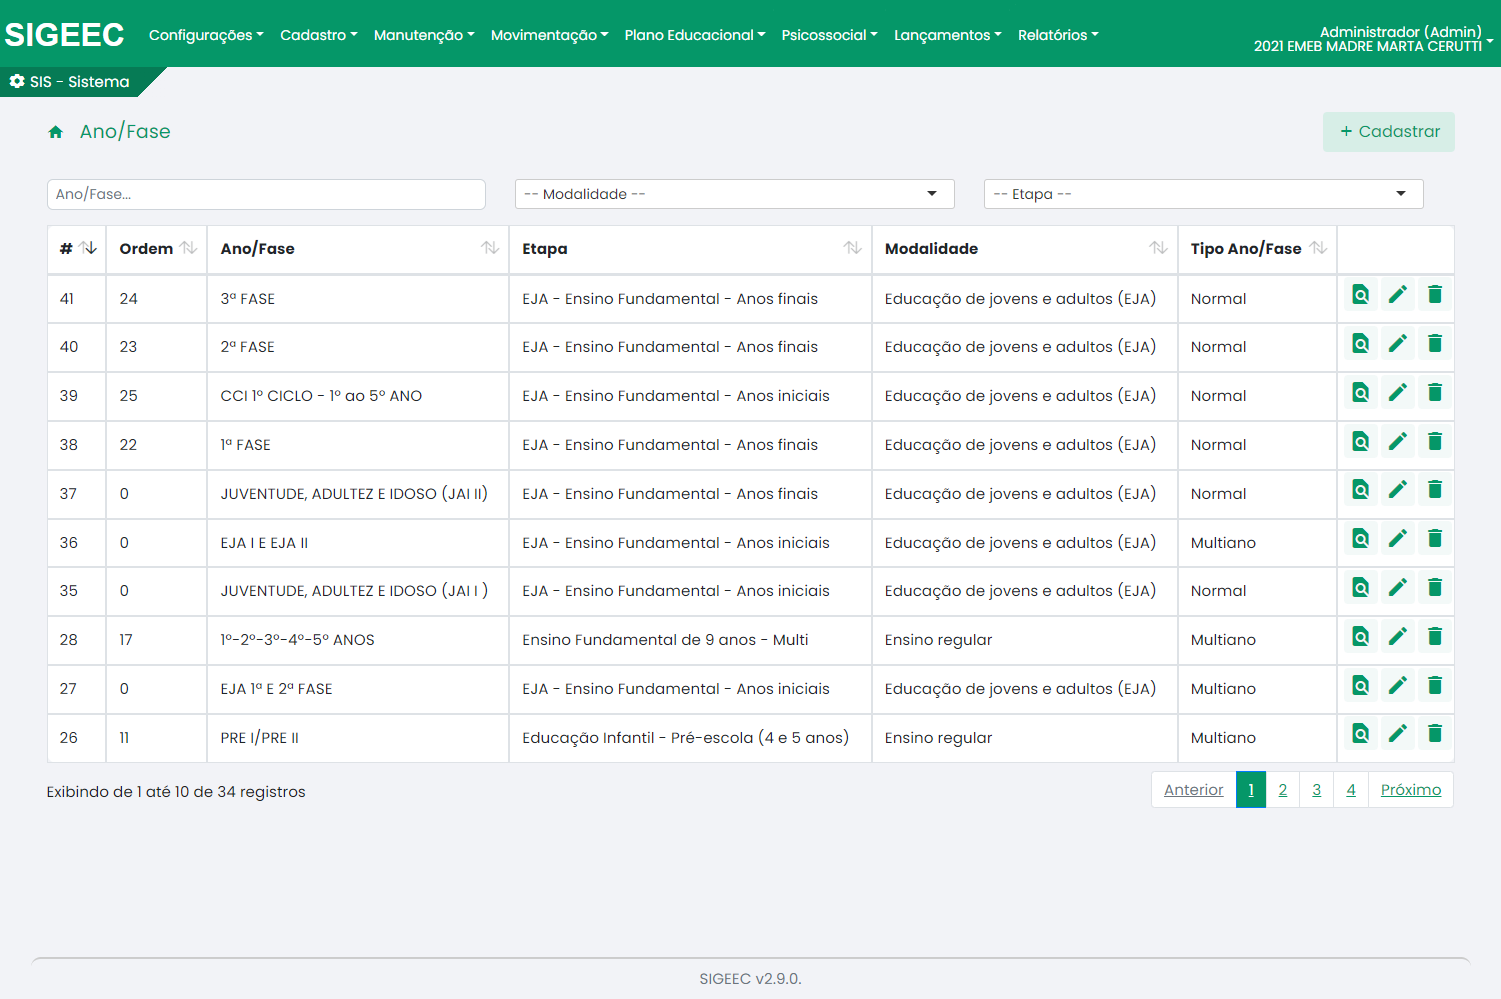 SIGEEC Configurações Cadastro Manutenção Movimentação Plano Educacional Psicossocial Lançamentos Relatórios
Administrador (Admin)
2021 EMEB MADRE MARTA CERUTTI
SIS - Sistema
Ano/Fase
+ Cadastrar
Ano/Fase... -- Modalidade -- -- Etapa --
# Ordem Ano/Fase Etapa Modalidade Tipo Ano/Fase
41 24 3ª FASE EJA - Ensino Fundamental - Anos finais Educação de jovens e adultos (EJA) Normal
40 23 2ª FASE EJA - Ensino Fundamental - Anos finais Educação de jovens e adultos (EJA) Normal
39 25 CCI 1º CICLO - 1º ao 5º ANO EJA - Ensino Fundamental - Anos iniciais Educação de jovens e adultos (EJA) Normal
38 22 1ª FASE EJA - Ensino Fundamental - Anos finais Educação de jovens e adultos (EJA) Normal
37 0 JUVENTUDE, ADULTEZ E IDOSO (JAI II) EJA - Ensino Fundamental - Anos finais Educação de jovens e adultos (EJA) Normal
36 0 EJA I E EJA II EJA - Ensino Fundamental - Anos iniciais Educação de jovens e adultos (EJA) Multiano
35 0 JUVENTUDE, ADULTEZ E IDOSO (JAI I ) EJA - Ensino Fundamental - Anos iniciais Educação de jovens e adultos (EJA) Normal
28 17 1º-2º-3º-4º-5º ANOS Ensino Fundamental de 9 anos - Multi Ensino regular Multiano
27 0 EJA 1ª E 2ª FASE EJA - Ensino Fundamental - Anos iniciais Educação de jovens e adultos (EJA) Multiano
26 11 PRE I/PRE II Educação Infantil - Pré-escola (4 e 5 anos) Ensino regular Multiano
Exibindo de 1 até 10 de 34 registros
Anterior 1 2 3 4 Próximo
SIGEEC v2.9.0.